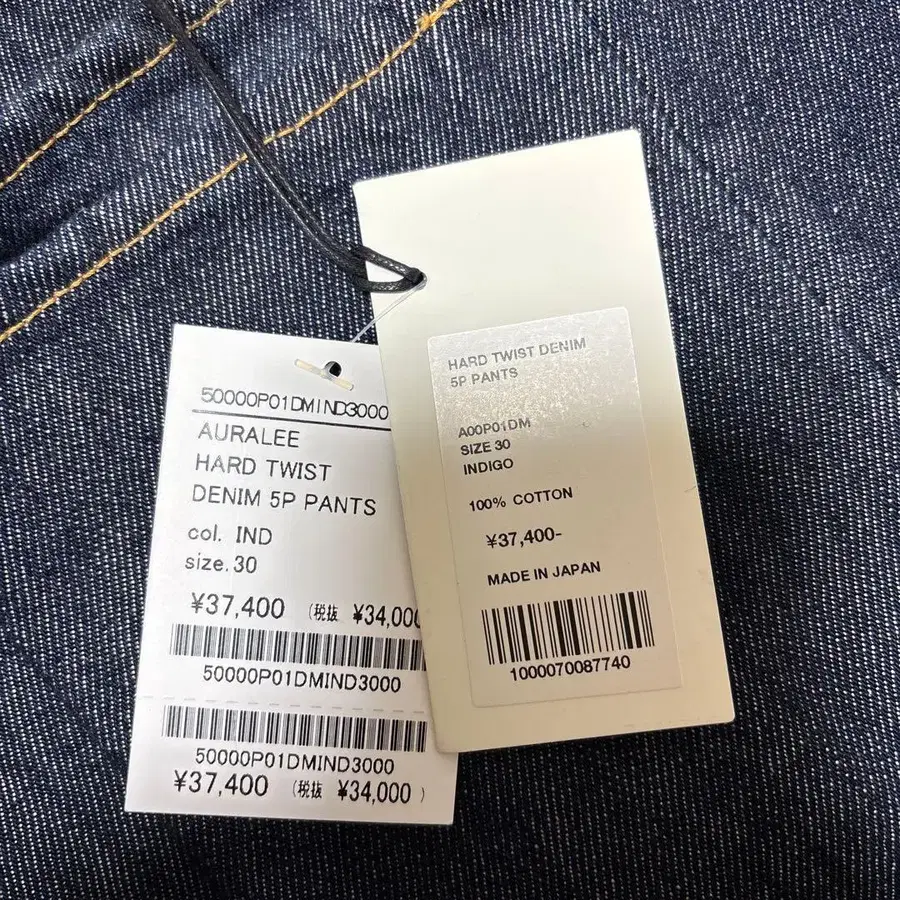 50000P01DMIND3000
AURALEE
HARD TWIST
DENIM 5P PANTS
col. IND
size.30
¥37,400 (税抜 ¥34,000
50000P01DMIND3000
50000P01DMIND3000
¥37,400 (税抜 ¥34,000 )
HARD TWIST DENIM
5P PANTS
A00P01DM
SIZE 30
INDIGO
100% COTTON
¥37,400-
MADE IN JAPAN
1000070087740